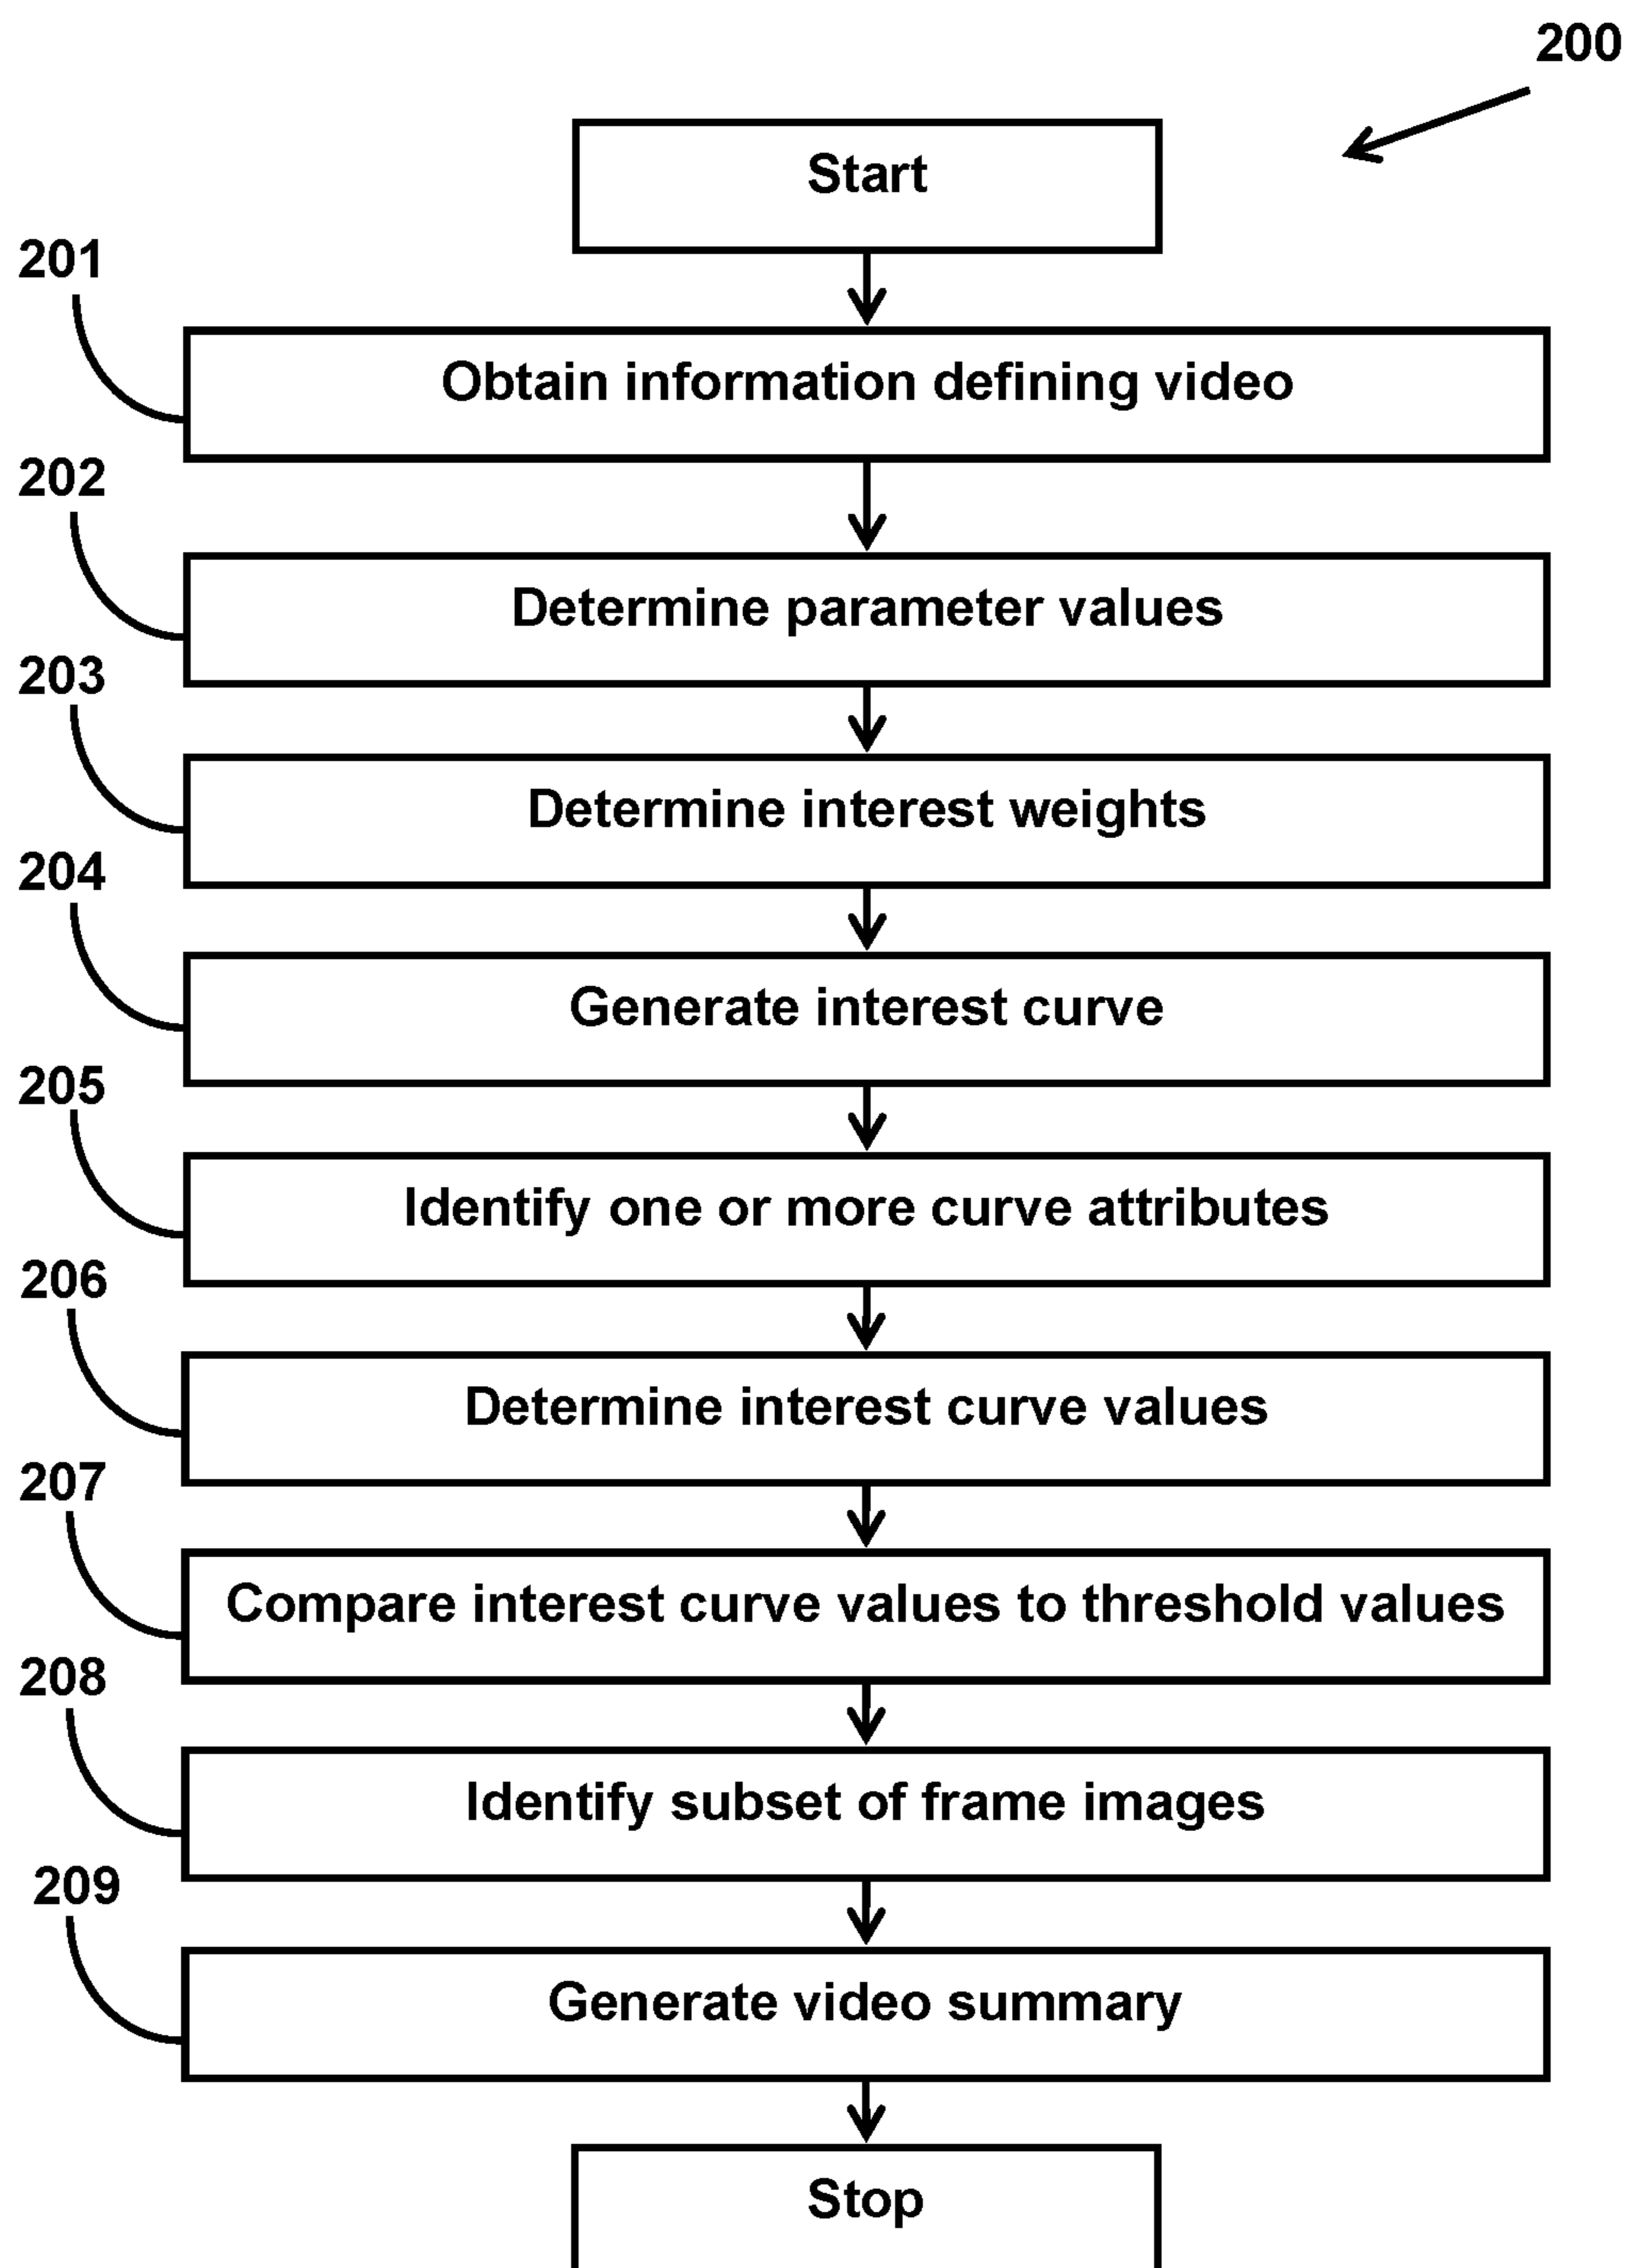 200
Start
201
Obtain information defining video
202
Determine parameter values
203
Determine interest weights
204
Generate interest curve
205
Identify one or more curve attributes
206
Determine interest curve values
207
Compare interest curve values to threshold values
208
Identify subset of frame images
209
Generate video summary
Stop